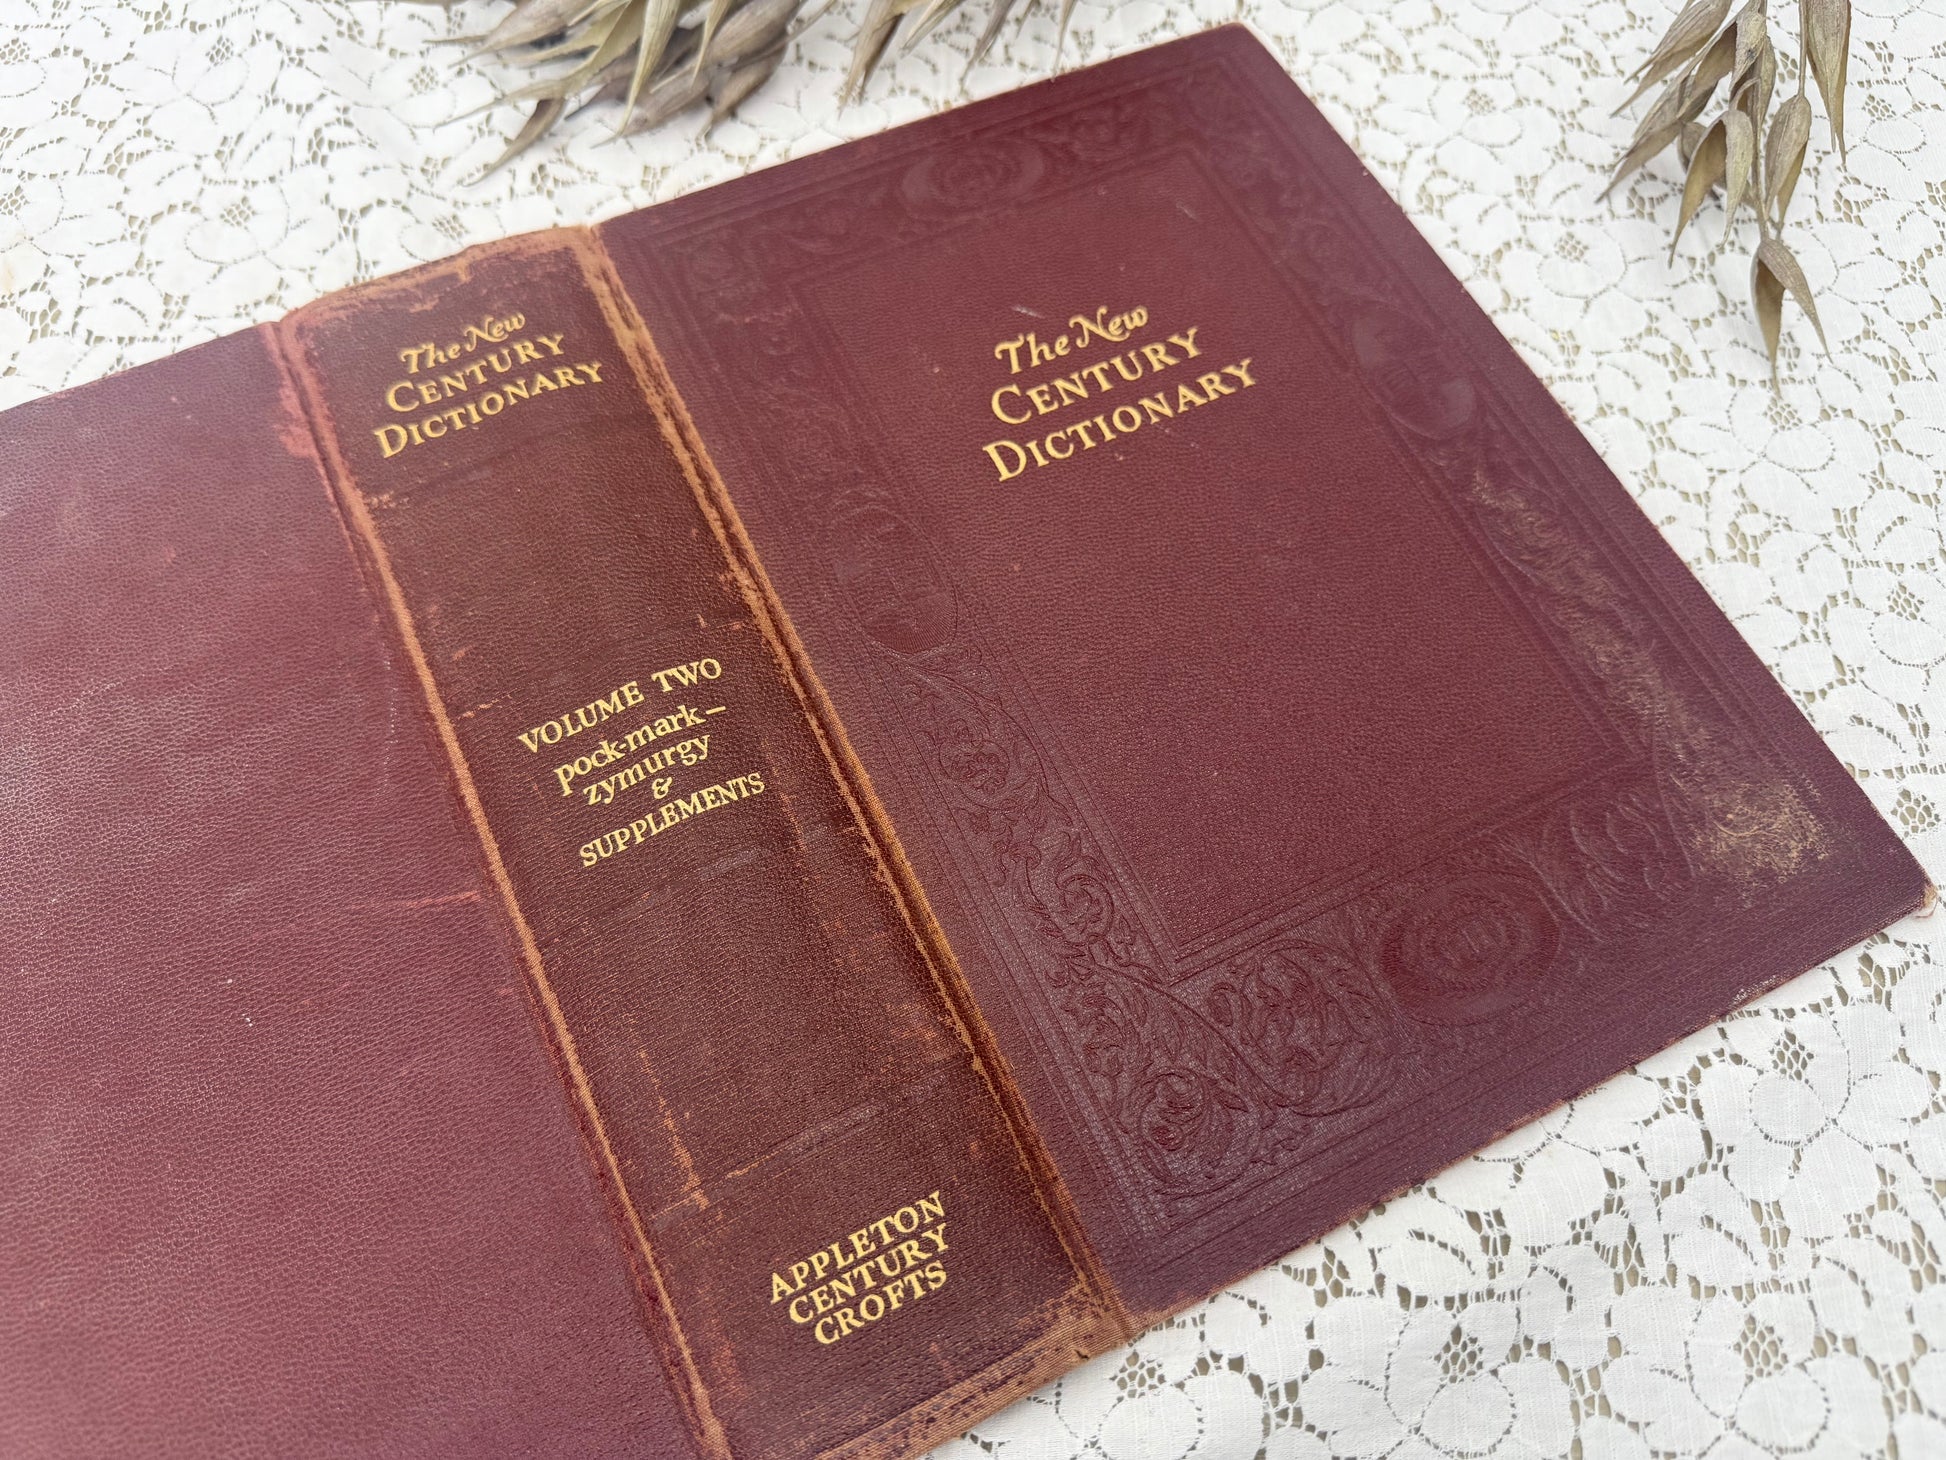 The New
CENTURY
DICTIONARY
VOLUME TWO
pock-mark –
zymurgy
&
SUPPLEMENTS
APPLETON
CENTURY
CROFTS
The New
CENTURY
DICTIONARY